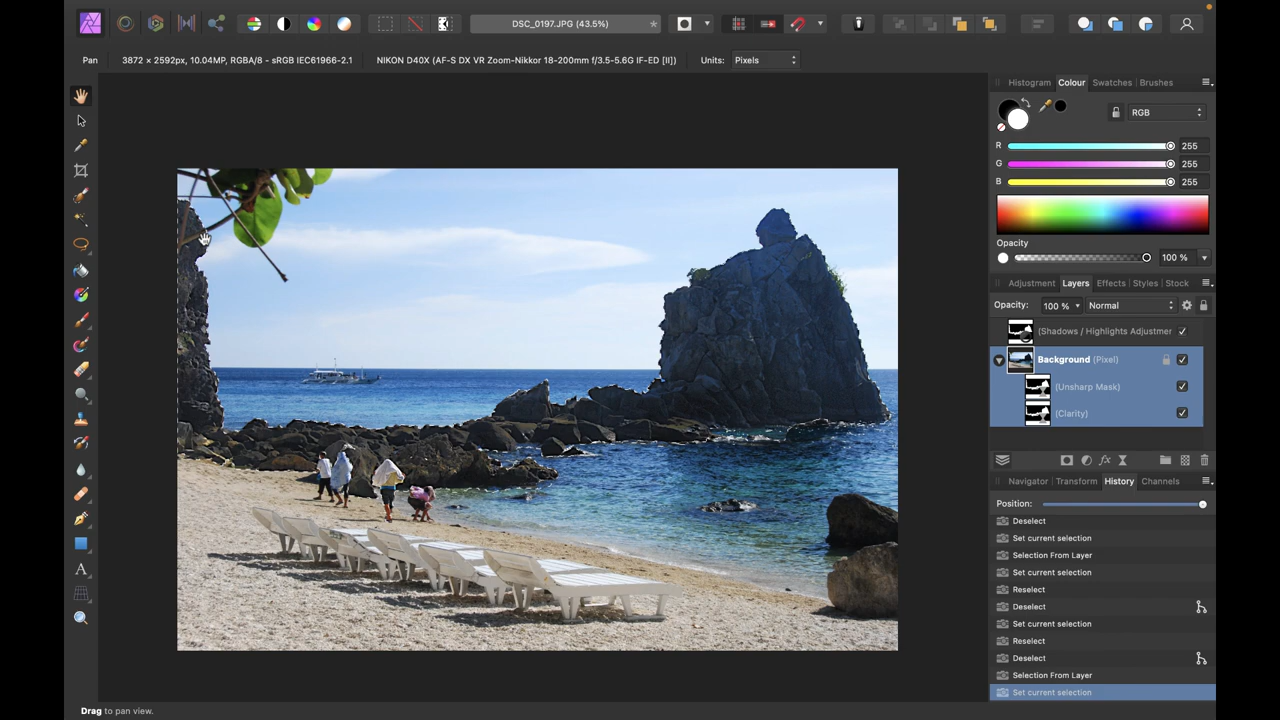 DSC_0197.JPG (43.5%)
Pan 3872 × 2592px, 10.04MP, RGBA/8 - sRGB IEC61966-2.1 NIKON D40X (AF-S DX VR Zoom-Nikkor 18-200mm f/3.5-5.6G IF-ED [II]) Units: Pixels
Histogram Colour Swatches Brushes
RGB
R 255
G 255
B 255
Opacity
100 %
Adjustment Layers Effects Styles Stock
Opacity: 100 % Normal
(Shadows / Highlights Adjustmer
Background (Pixel)
(Unsharp Mask)
(Clarity)
Navigator Transform History Channels
Position:
Deselect
Set current selection
Selection From Layer
Set current selection
Reselect
Deselect
Set current selection
Reselect
Deselect
Selection From Layer
Set current selection
Drag to pan view.